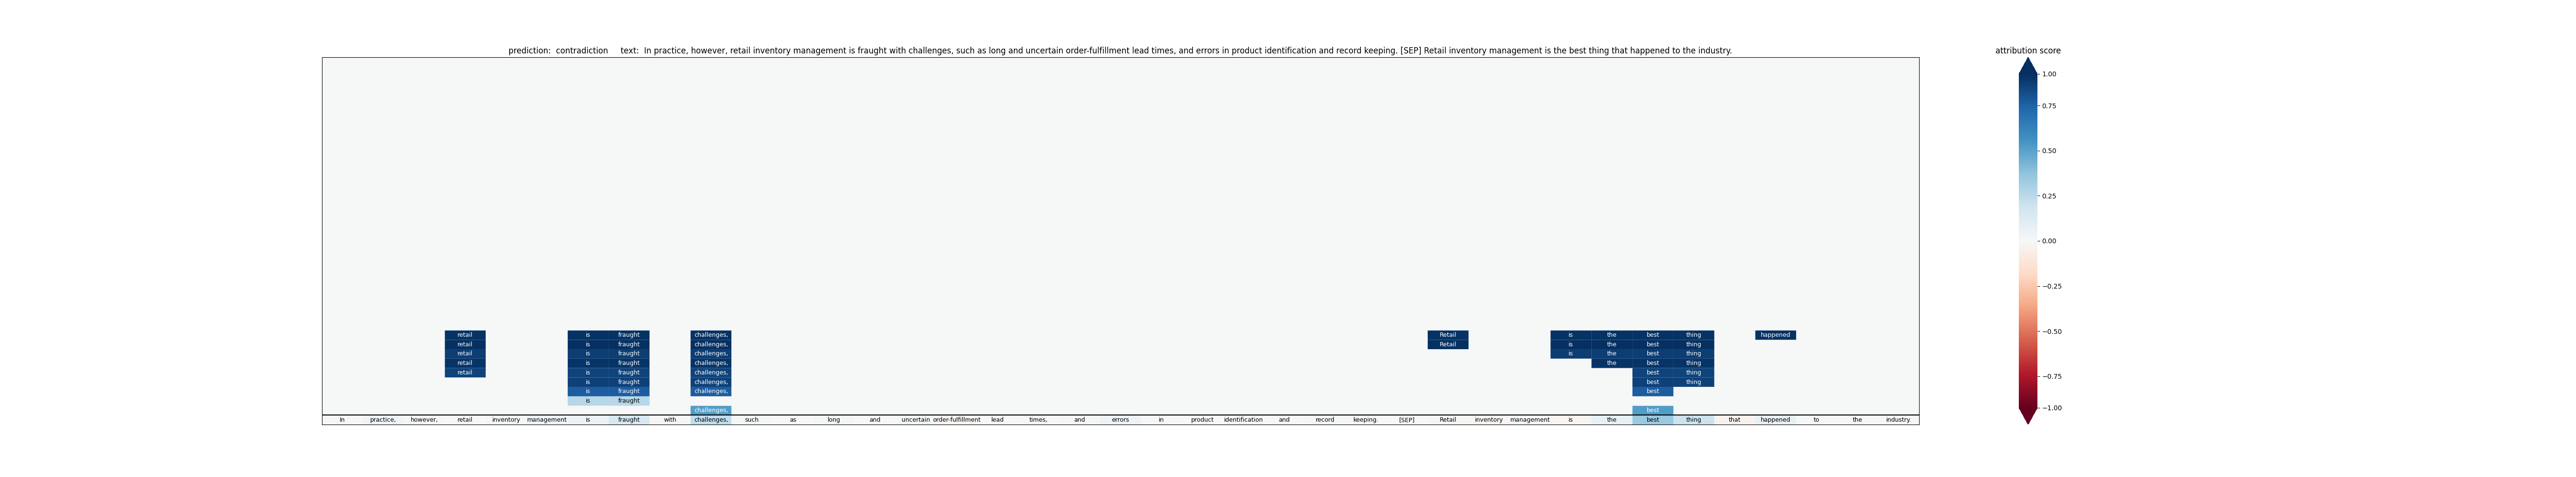 prediction:  contradiction     text:  In practice, however, retail inventory management is fraught with challenges, such as long and uncertain order-fulfillment lead times, and errors in product identification and record keeping. [SEP] Retail inventory management is the best thing that happened to the industry.
attribution score
1.00
0.75
0.50
0.25
0.00
−0.25
−0.50
−0.75
−1.00
retail is fraught challenges, Retail is the best thing happened
retail is fraught challenges, Retail is the best thing
retail is fraught challenges, is the best thing
retail is fraught challenges, the best thing
retail is fraught challenges, best thing
is fraught challenges, best thing
is fraught challenges, best
is fraught
challenges, best
In practice, however, retail inventory management is fraught with challenges, such as long and uncertain order-fulfillment lead times, and errors in product identification and record keeping. [SEP] Retail inventory management is the best thing that happened to the industry.